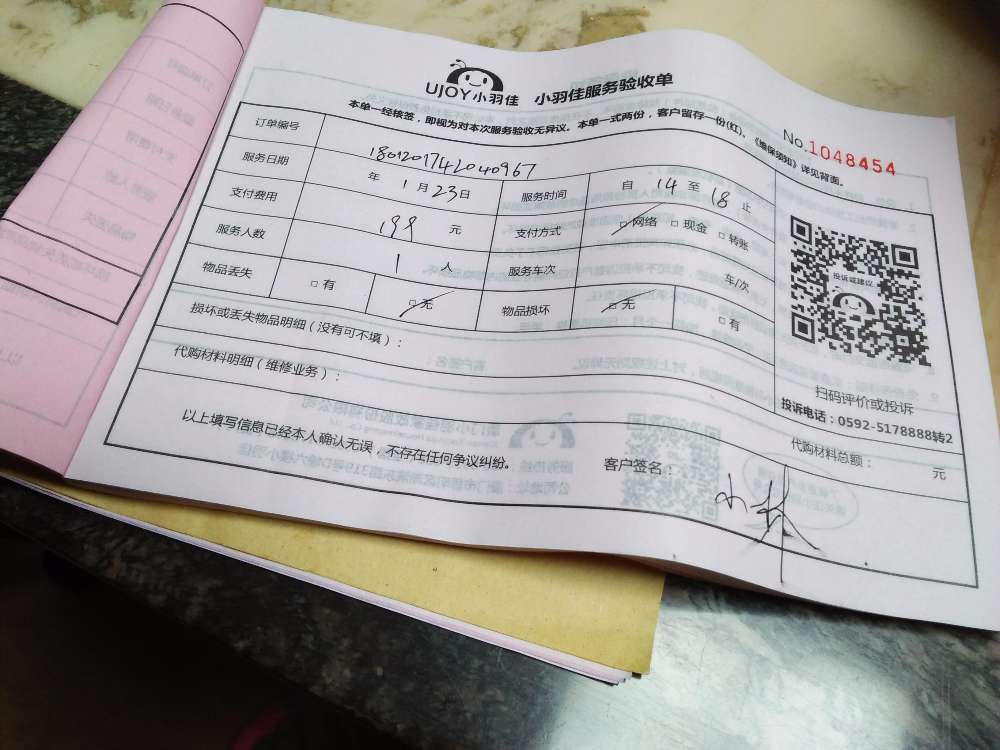 UJOY小羽佳 小羽佳服务验收单
本单一经核签，即视为对本次服务验收无异议。本单一式两份，客户留存一份(红)。《维保须知》详见背面。
No.1048454
订单编号 180120174204096​7
服务日期 年 1 月 23 日 服务时间 自 14 至 18 止
支付费用 199 元 支付方式 □网络 □现金 □转账
服务人数 1 人 服务车次 车/次
物品丢失 □有 □无 物品损坏 □无 □有
损坏或丢失物品明细（没有可不填）：
代购材料明细（维修业务）：
投诉或建议
扫码评价或投诉
投诉电话：0592-5178888转2
代购材料总额： 元
以上填写信息已经本人确认无误，不存在任何争议纠纷。 客户签名： 小林